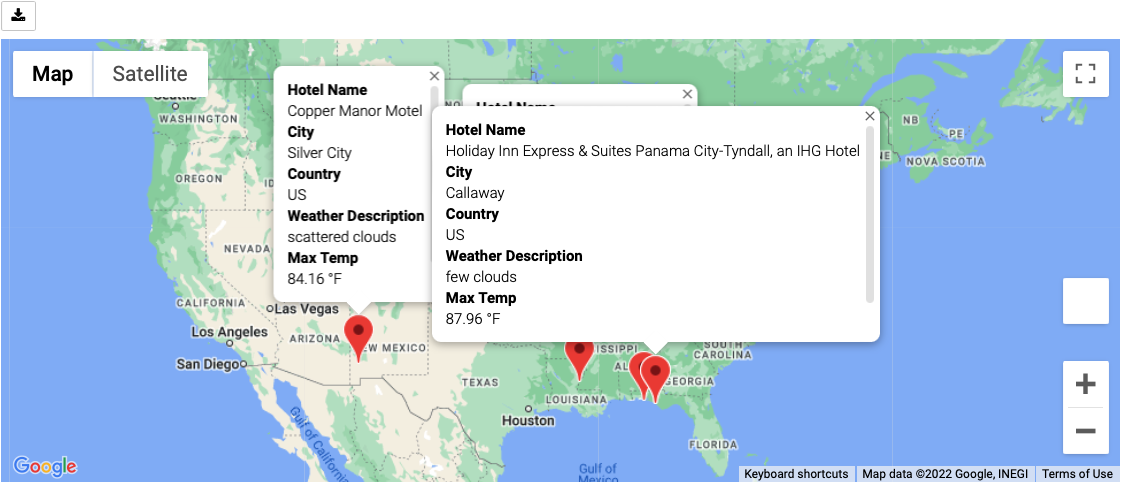 Map
Satellite
Hotel Name
Copper Manor Motel
City
Silver City
Country
US
Weather Description
scattered clouds
Max Temp
84.16 °F
Hotel Name
Hotel Name
Holiday Inn Express & Suites Panama City-Tyndall, an IHG Hotel
City
Callaway
Country
US
Weather Description
few clouds
Max Temp
87.96 °F
Seattle
WASHINGTON
OREGON
NEVADA
CALIFORNIA
Las Vegas
Los Angeles
ARIZONA
NEW MEXICO
San Diego
TEXAS
Houston
LOUISIANA
SOUTH
CAROLINA
GEORGIA
FLORIDA
NB
PE
NOVA SCOTIA
Gulf of California
Gulf of
Mexico
Google
Keyboard shortcuts
Map data ©2022 Google, INEGI
Terms of Use